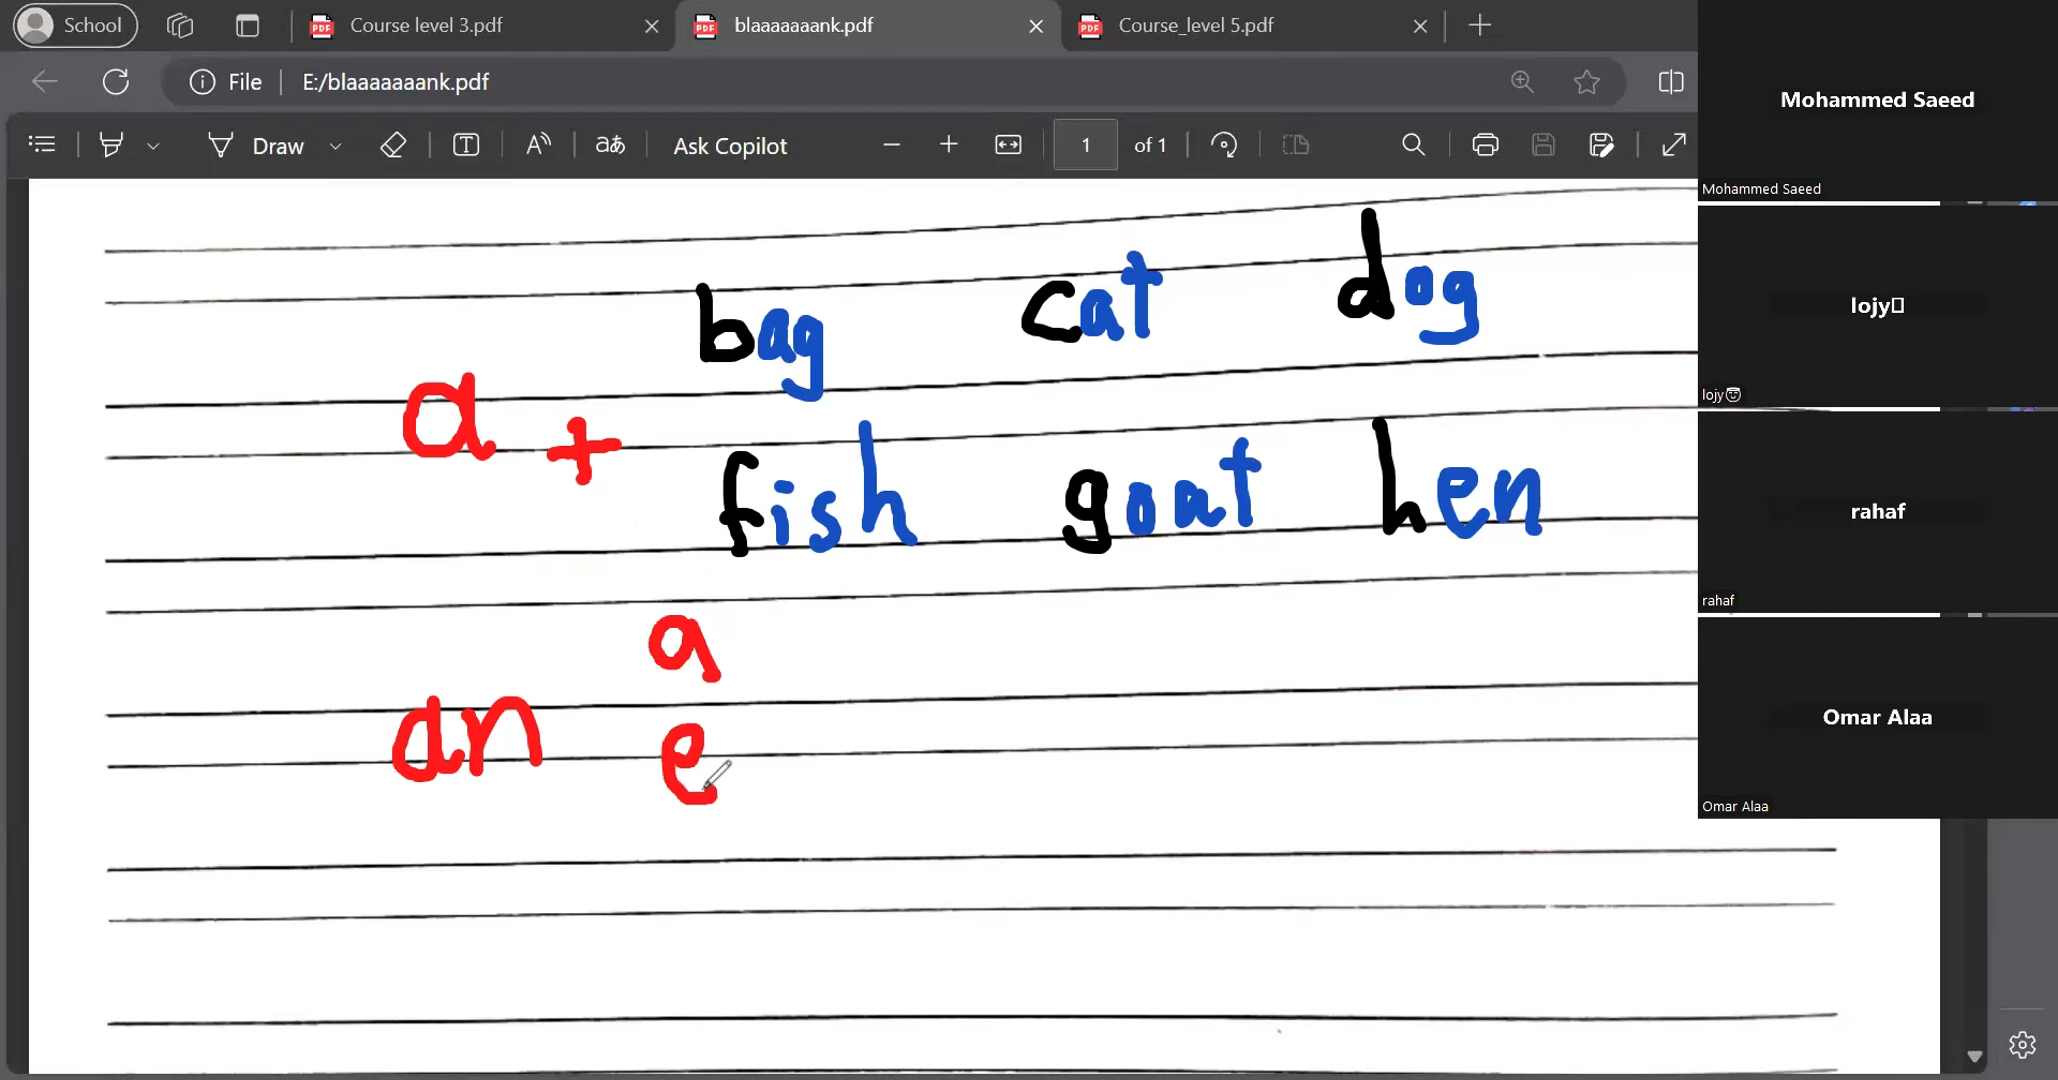 School
Course level 3.pdf
blaaaaaaank.pdf
Course_level 5.pdf
File
E:/blaaaaaaank.pdf
Draw
Ask Copilot
1 of 1
bag cat dog
a +
fish goat hen
a
an
e
Mohammed Saeed
Mohammed Saeed
lojy
lojy😇
rahaf
rahaf
Omar Alaa
Omar Alaa